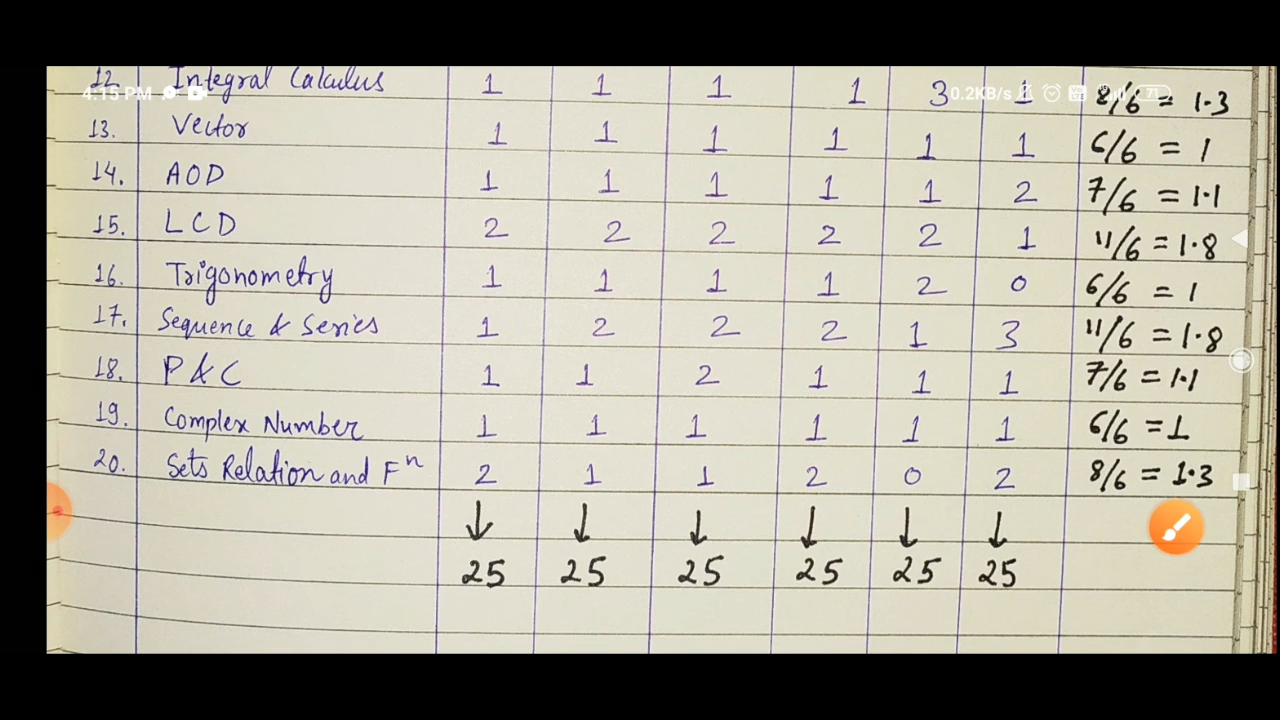 12. Integral Calculus 1 1 1 1 3 1 8/6 = 1.3
4:15 PM 0.2KB/s 71
13. Vector 1 1 1 1 1 1 6/6 = 1
14. AOD 1 1 1 1 1 2 7/6 = 1.1
15. LCD 2 2 2 2 2 1 11/6 = 1.8
16. Trigonometry 1 1 1 1 2 0 6/6 = 1
17. Sequence & Series 1 2 2 2 1 3 11/6 = 1.8
18. P & C 1 1 2 1 1 1 7/6 = 1.1
19. Complex Number 1 1 1 1 1 1 6/6 = 1
20. Sets Relation and Fⁿ 2 1 1 2 0 2 8/6 = 1.3
↓ ↓ ↓ ↓ ↓ ↓
25 25 25 25 25 25